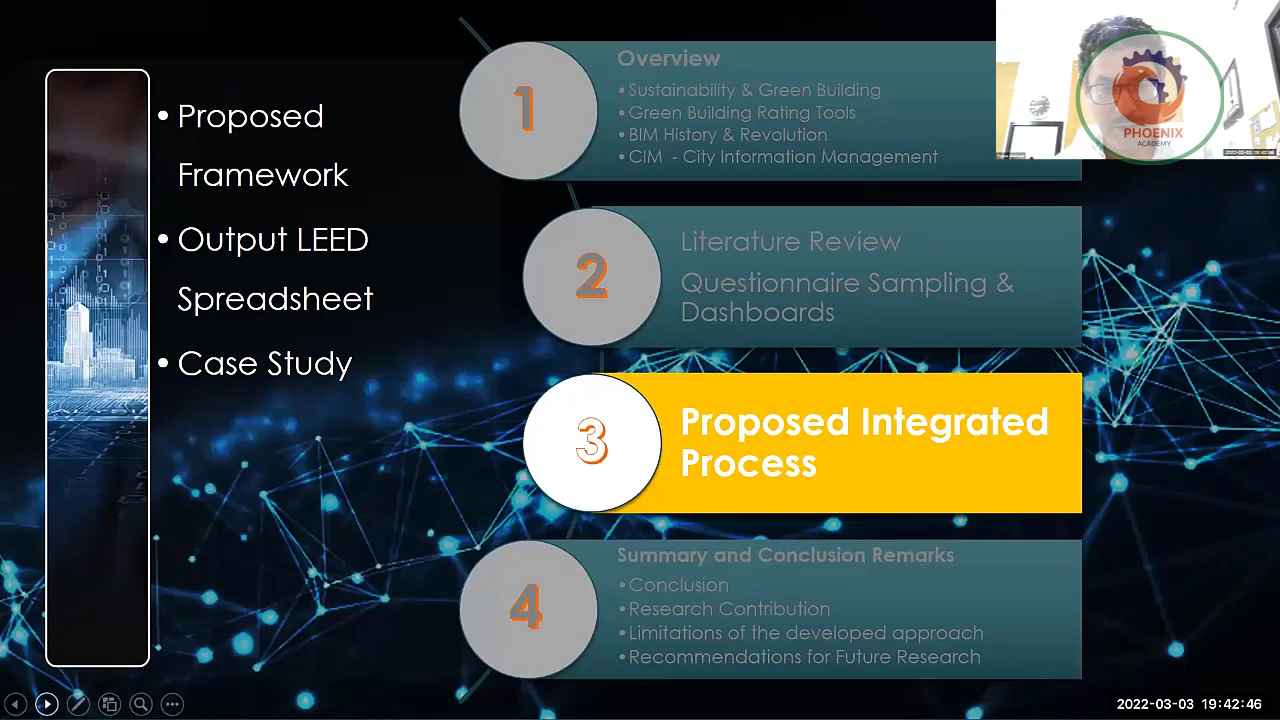 • Proposed
Framework
• Output LEED
Spreadsheet
• Case Study
1
Overview
• Sustainability & Green Building
• Green Building Rating Tools
• BIM History & Revolution
• CIM - City Information Management
2
Literature Review
Questionnaire Sampling &
Dashboards
3
Proposed Integrated
Process
4
Summary and Conclusion Remarks
• Conclusion
• Research Contribution
• Limitations of the developed approach
• Recommendations for Future Research
PHOENIX
ACADEMY
2022-03-03 19:42:46